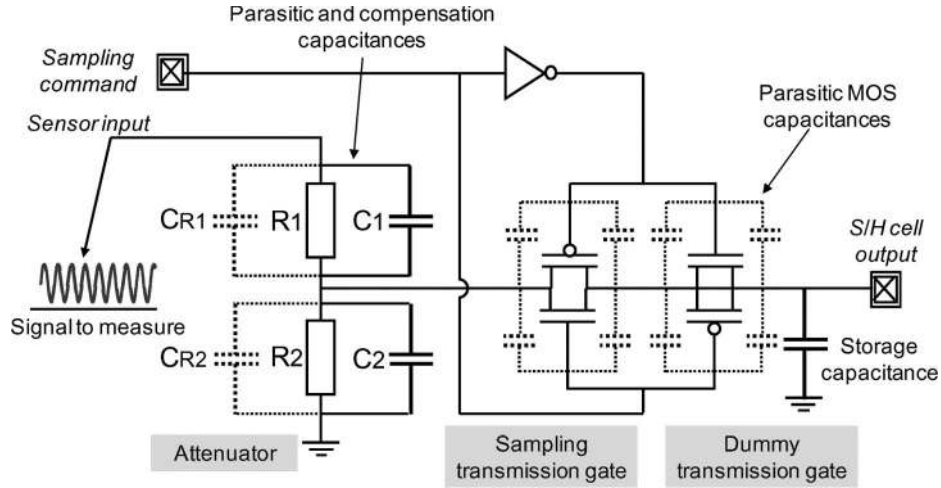 Parasitic and compensation
capacitances
Sampling
command
Sensor input
Parasitic MOS
capacitances
CR1
R1
C1
S/H cell
output
Signal to measure
CR2
R2
C2
Storage
capacitance
Attenuator
Sampling
transmission gate
Dummy
transmission gate